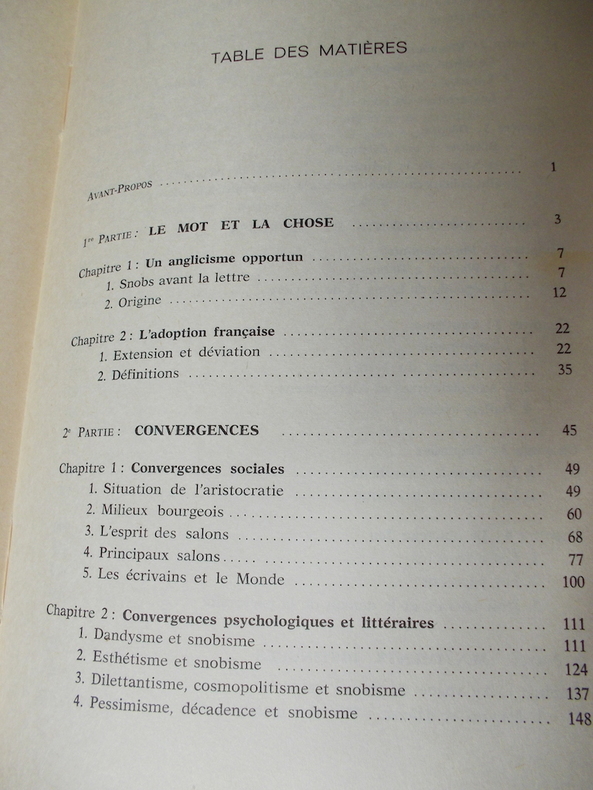 TABLE DES MATIÈRES
AVANT-PROPOS .................... 1
1re PARTIE : LE MOT ET LA CHOSE .................... 3
Chapitre 1 : Un anglicisme opportun .................... 7
1. Snobs avant la lettre .................... 7
2. Origine .................... 12
Chapitre 2 : L'adoption française .................... 22
1. Extension et déviation .................... 22
2. Définitions .................... 35
2e PARTIE : CONVERGENCES .................... 45
Chapitre 1 : Convergences sociales .................... 49
1. Situation de l'aristocratie .................... 49
2. Milieux bourgeois .................... 60
3. L'esprit des salons .................... 68
4. Principaux salons .................... 77
5. Les écrivains et le Monde .................... 100
Chapitre 2 : Convergences psychologiques et littéraires .................... 111
1. Dandysme et snobisme .................... 111
2. Esthétisme et snobisme .................... 124
3. Dilettantisme, cosmopolitisme et snobisme .................... 137
4. Pessimisme, décadence et snobisme .................... 148